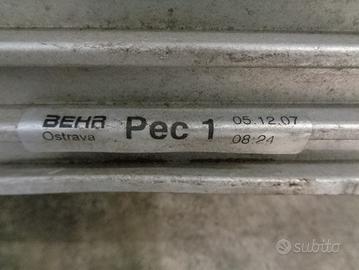 BEHR Pec 1 05.12.07
Ostrava 08:24
subito